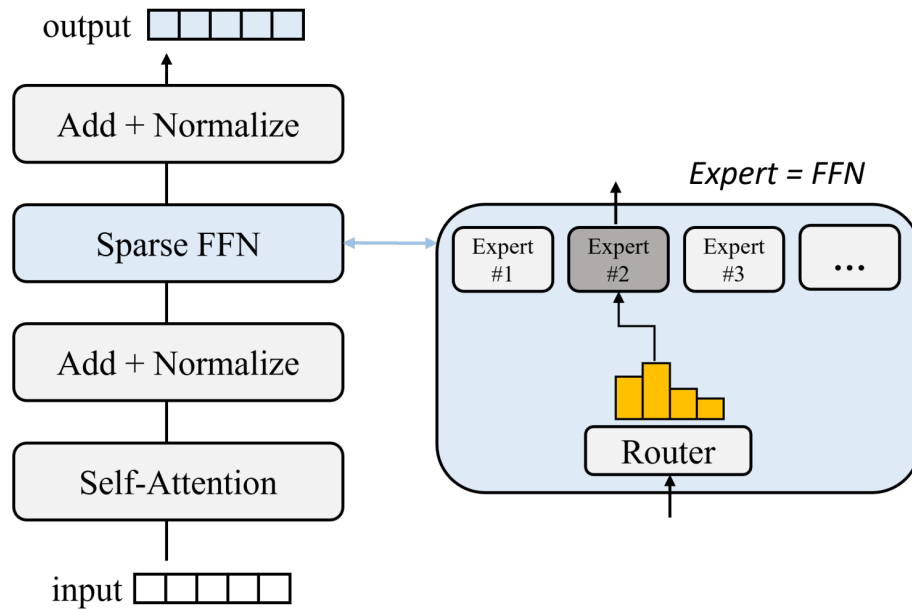 output
Add + Normalize
Sparse FFN
Add + Normalize
Self-Attention
input
Expert = FFN
Expert
#1
Expert
#2
Expert
#3
...
Router